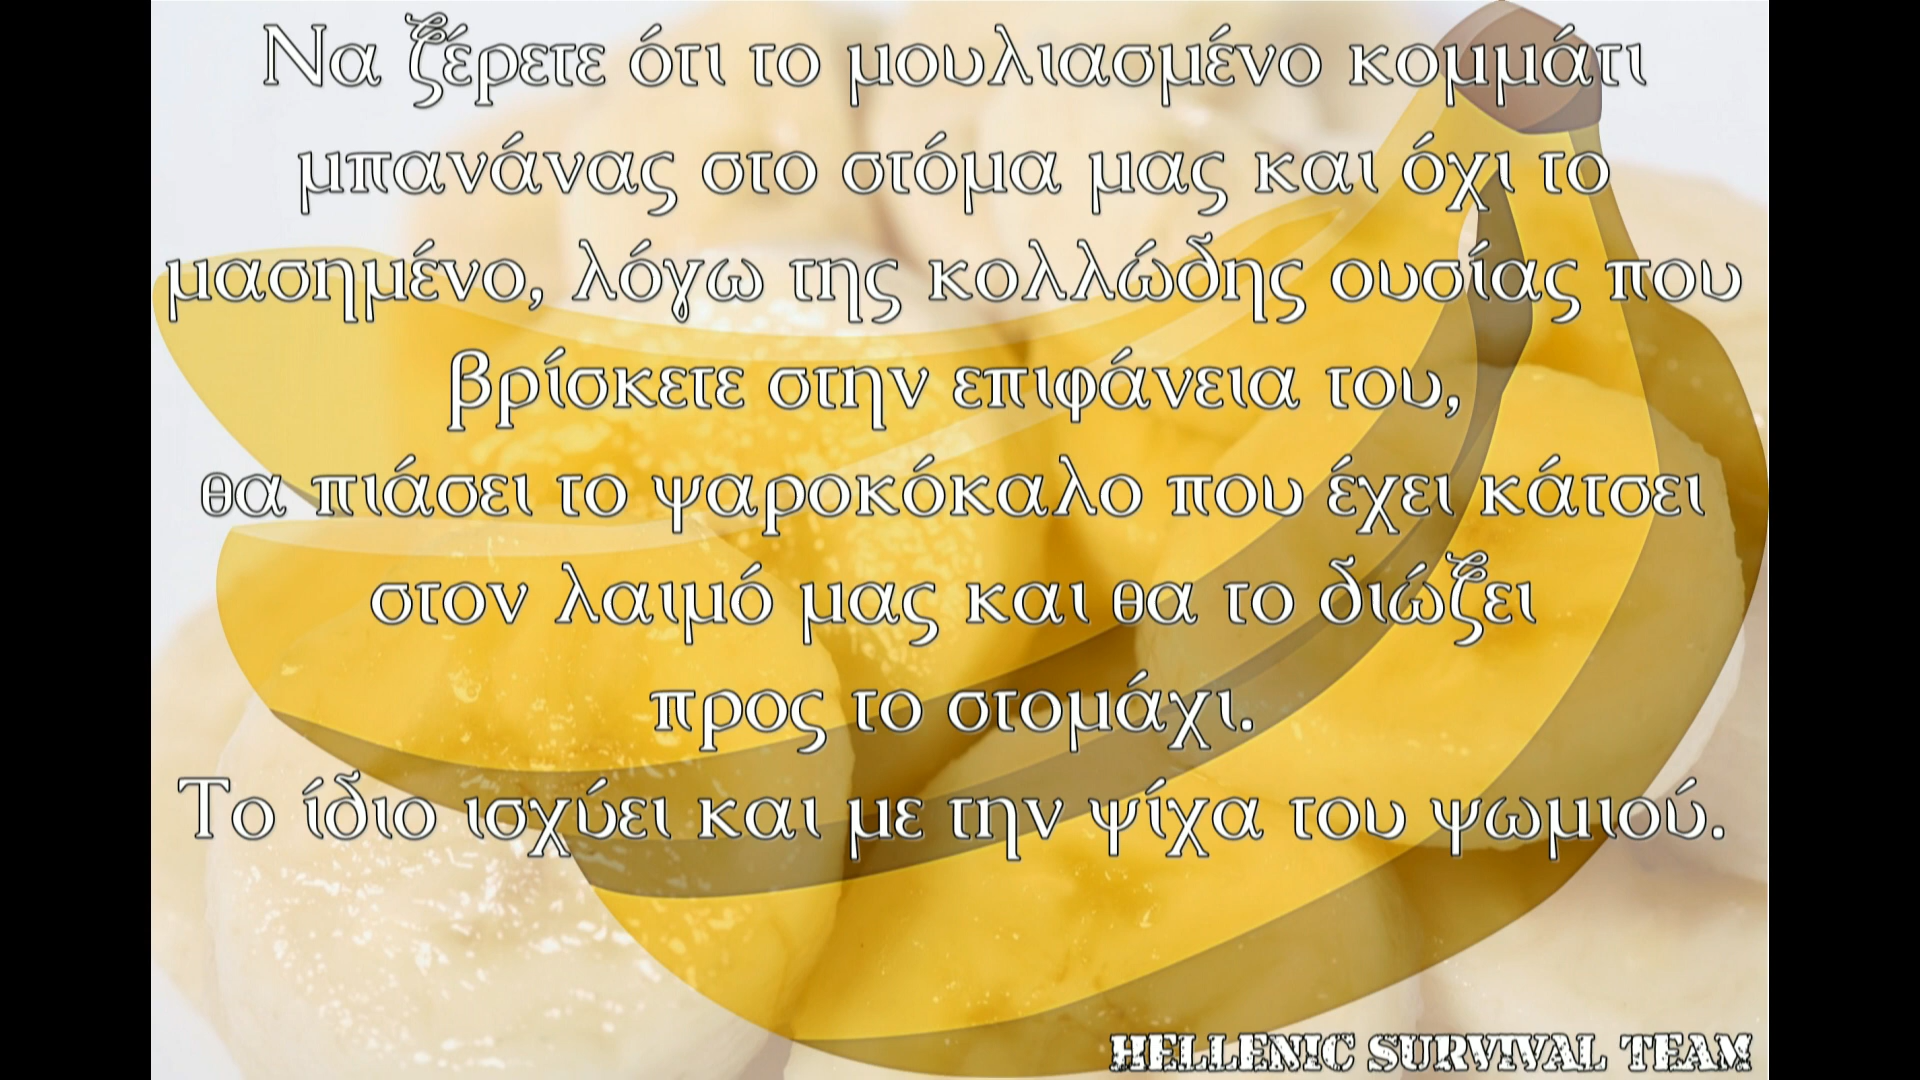 Να ξέρετε ότι το μουλιασμένο κομμάτι
μπανάνας στο στόμα μας και όχι το
μασημένο, λόγω της κολλώδης ουσίας που
βρίσκετε στην επιφάνεια του,
θα πιάσει το ψαροκόκαλο που έχει κάτσει
στον λαιμό μας και θα το διώξει
προς το στομάχι.
Το ίδιο ισχύει και με την ψίχα του ψωμιού.
HELLENIC SURVIVAL TEAM